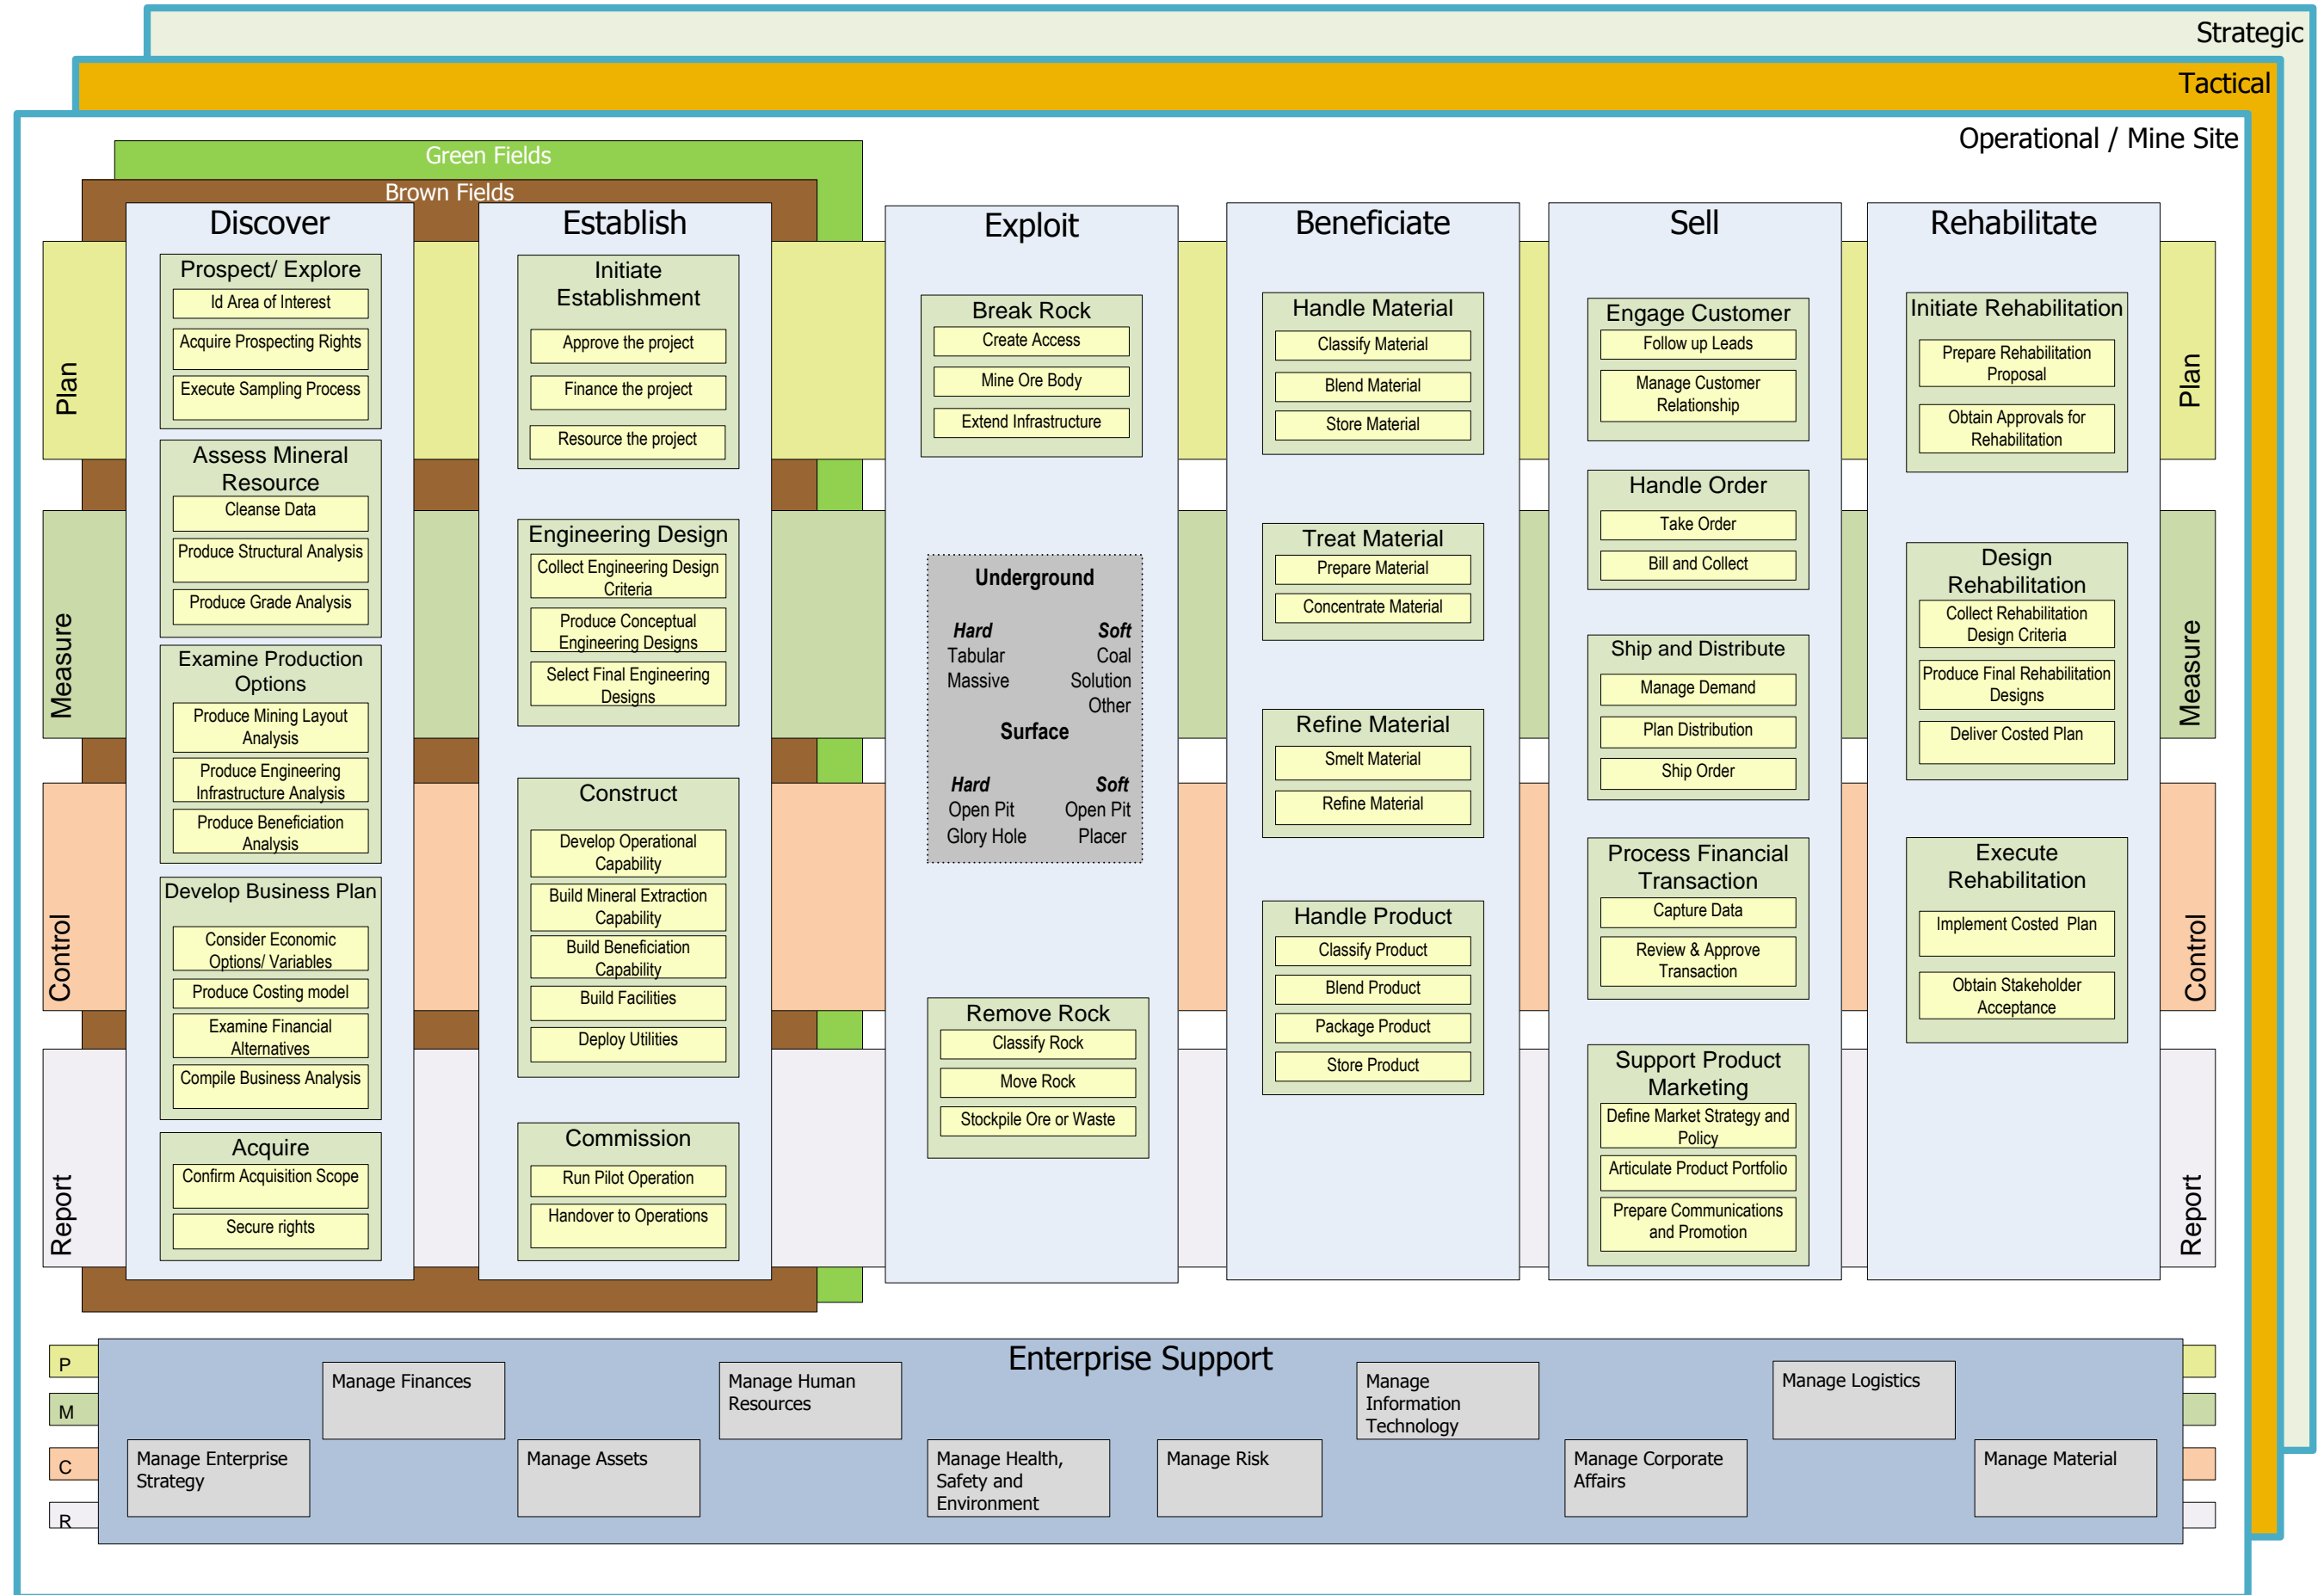 Strategic
Tactical
Operational / Mine Site
Green Fields
Brown Fields
Plan
Measure
Control
Report
Discover
Prospect/ Explore
Id Area of Interest
Acquire Prospecting Rights
Execute Sampling Process
Assess Mineral
Resource
Cleanse Data
Produce Structural Analysis
Produce Grade Analysis
Examine Production
Options
Produce Mining Layout
Analysis
Produce Engineering
Infrastructure Analysis
Produce Beneficiation
Analysis
Develop Business Plan
Consider Economic
Options/ Variables
Produce Costing model
Examine Financial
Alternatives
Compile Business Analysis
Acquire
Confirm Acquisition Scope
Secure rights
Establish
Initiate
Establishment
Approve the project
Finance the project
Resource the project
Engineering Design
Collect Engineering Design
Criteria
Produce Conceptual
Engineering Designs
Select Final Engineering
Designs
Construct
Develop Operational
Capability
Build Mineral Extraction
Capability
Build Beneficiation
Capability
Build Facilities
Deploy Utilities
Commission
Run Pilot Operation
Handover to Operations
Exploit
Break Rock
Create Access
Mine Ore Body
Extend Infrastructure
Underground
Hard Soft
Tabular Coal
Massive Solution
Other
Surface
Hard Soft
Open Pit Open Pit
Glory Hole Placer
Remove Rock
Classify Rock
Move Rock
Stockpile Ore or Waste
Beneficiate
Handle Material
Classify Material
Blend Material
Store Material
Treat Material
Prepare Material
Concentrate Material
Refine Material
Smelt Material
Refine Material
Handle Product
Classify Product
Blend Product
Package Product
Store Product
Sell
Engage Customer
Follow up Leads
Manage Customer
Relationship
Handle Order
Take Order
Bill and Collect
Ship and Distribute
Manage Demand
Plan Distribution
Ship Order
Process Financial
Transaction
Capture Data
Review & Approve
Transaction
Support Product
Marketing
Define Market Strategy and
Policy
Articulate Product Portfolio
Prepare Communications
and Promotion
Rehabilitate
Initiate Rehabilitation
Prepare Rehabilitation
Proposal
Obtain Approvals for
Rehabilitation
Design
Rehabilitation
Collect Rehabilitation
Design Criteria
Produce Final Rehabilitation
Designs
Deliver Costed Plan
Execute
Rehabilitation
Implement Costed Plan
Obtain Stakeholder
Acceptance
Plan
Measure
Control
Report
P
M
C
R
Enterprise Support
Manage Enterprise
Strategy
Manage Finances
Manage Assets
Manage Human
Resources
Manage Health,
Safety and
Environment
Manage Risk
Manage
Information
Technology
Manage Corporate
Affairs
Manage Logistics
Manage Material